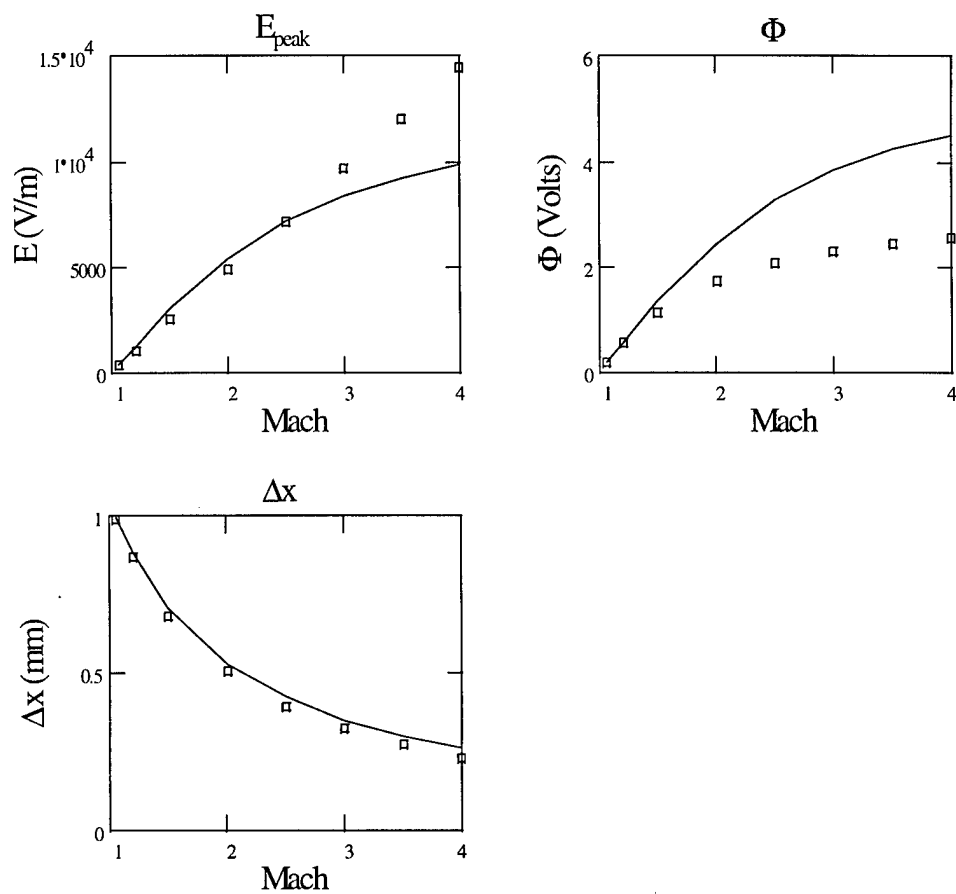 E_peak
1.5•10^4
1•10^4
5000
0
E (V/m)
1 2 3 4
Mach
Φ
6
4
2
0
Φ (Volts)
1 2 3 4
Mach
Δx
1
0.5
0
Δx (mm)
1 2 3 4
Mach